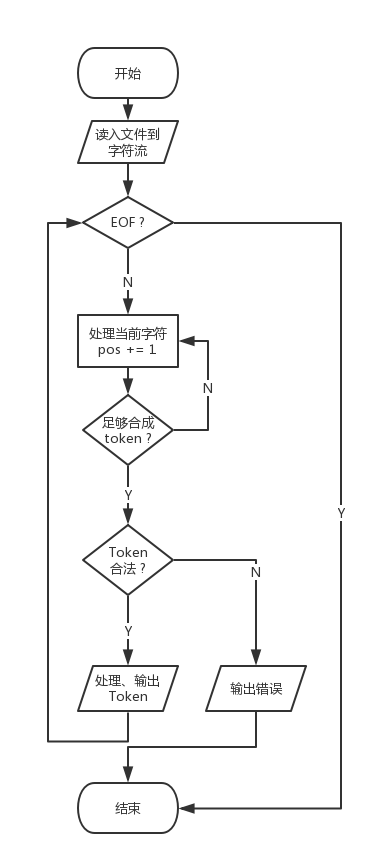 开始
读入文件到
字符流
EOF ?
N
处理当前字符
pos += 1
N
足够合成
token ?
Y
Y
Token
合法 ?
N
Y
处理、输出
Token
输出错误
结束